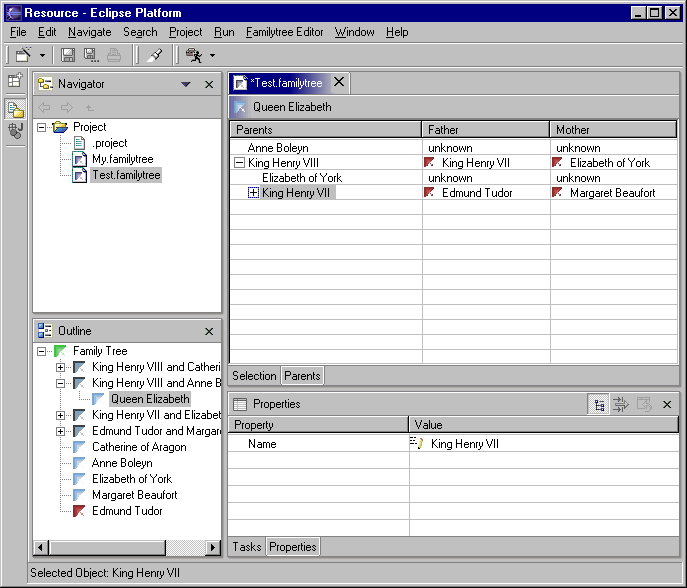 Resource - Eclipse Platform
File Edit Navigate Search Project Run Familytree Editor Window Help
Navigator
Project
.project
My.familytree
Test.familytree
*Test.familytree
Queen Elizabeth
Parents Father Mother
Anne Boleyn unknown unknown
King Henry VIII King Henry VII Elizabeth of York
Elizabeth of York unknown unknown
King Henry VII Edmund Tudor Margaret Beaufort
Selection Parents
Outline
Family Tree
King Henry VIII and Catheri
King Henry VIII and Anne B
Queen Elizabeth
King Henry VII and Elizabet
Edmund Tudor and Margar
Catherine of Aragon
Anne Boleyn
Elizabeth of York
Margaret Beaufort
Edmund Tudor
Properties
Property Value
Name King Henry VII
Tasks Properties
Selected Object: King Henry VII